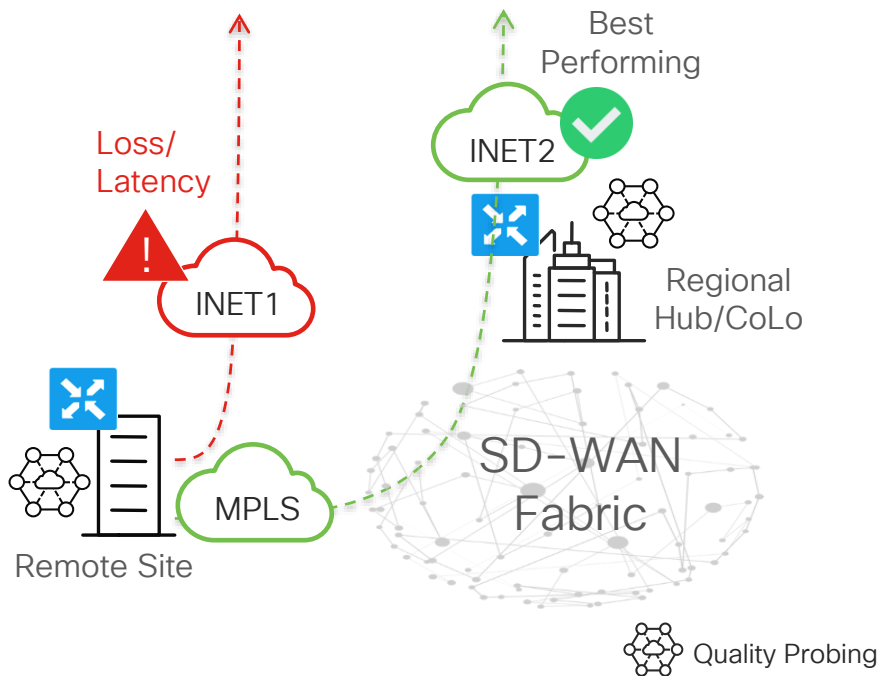 Best
Performing
Loss/
Latency
INET2
!
INET1
Regional
Hub/CoLo
SD-WAN
Fabric
MPLS
Remote Site
Quality Probing